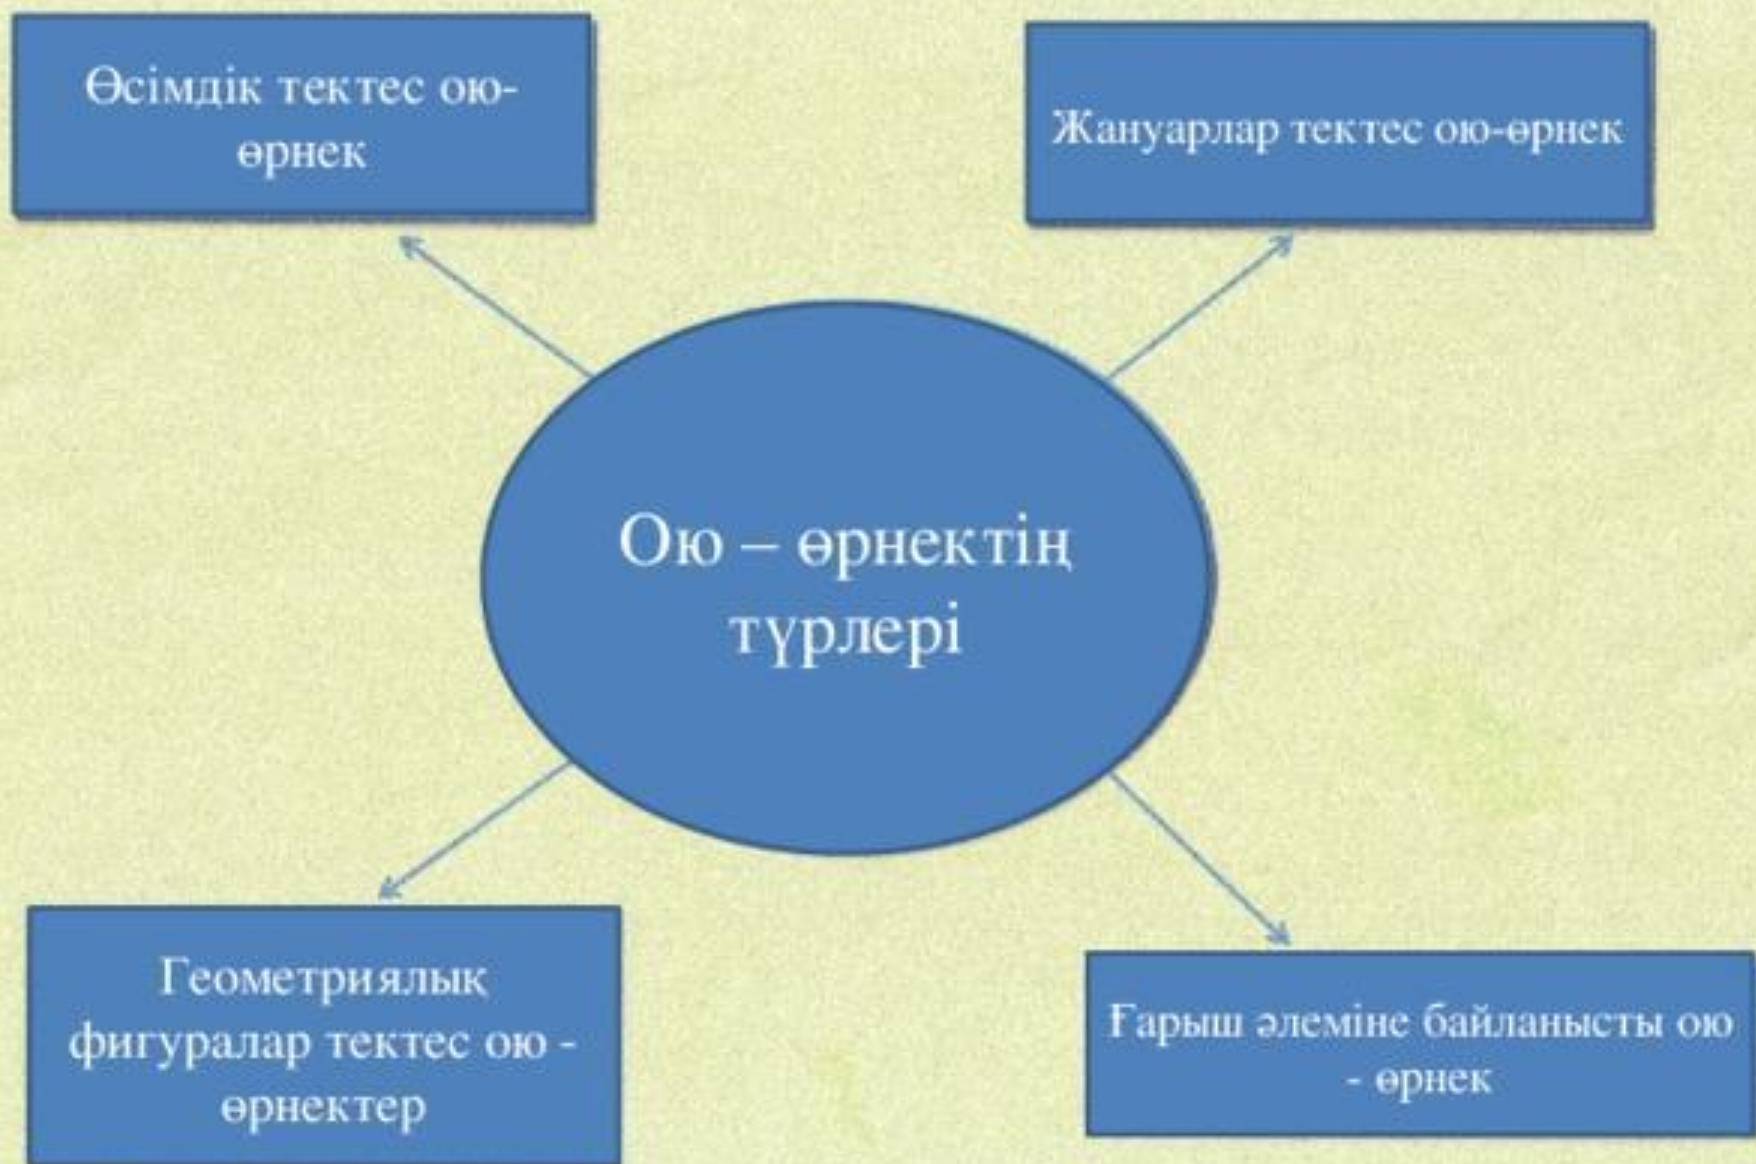 Өсімдік тектес ою-
өрнек
Жануарлар тектес ою-өрнек
Ою – өрнектің
түрлері
Геометриялық
фигуралар тектес ою -
өрнектер
Ғарыш әлеміне байланысты ою
- өрнек